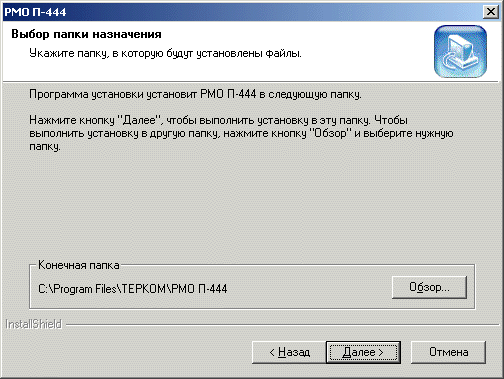 РМО П-444
Выбор папки назначения
Укажите папку, в которую будут установлены файлы.
Программа установки установит РМО П-444 в следующую папку.
Нажмите кнопку "Далее", чтобы выполнить установку в эту папку. Чтобы
выполнить установку в другую папку, нажмите кнопку "Обзор" и выберите нужную
папку.
Конечная папка
C:\Program Files\ТЕРКОМ\РМО П-444
Обзор...
InstallShield
< Назад
Далее >
Отмена